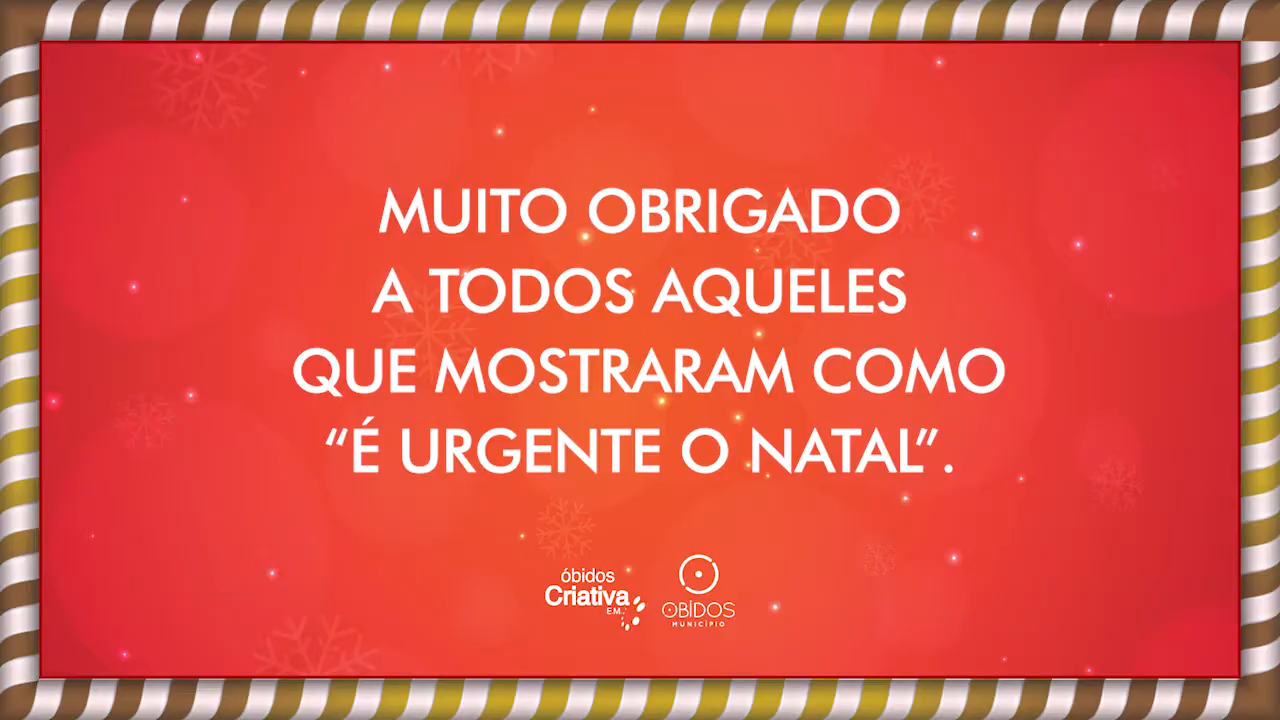 MUITO OBRIGADO
A TODOS AQUELES
QUE MOSTRARAM COMO
“É URGENTE O NATAL”.
óbidos
Criativa
E.M.
ÓBIDOS
MUNICÍPIO